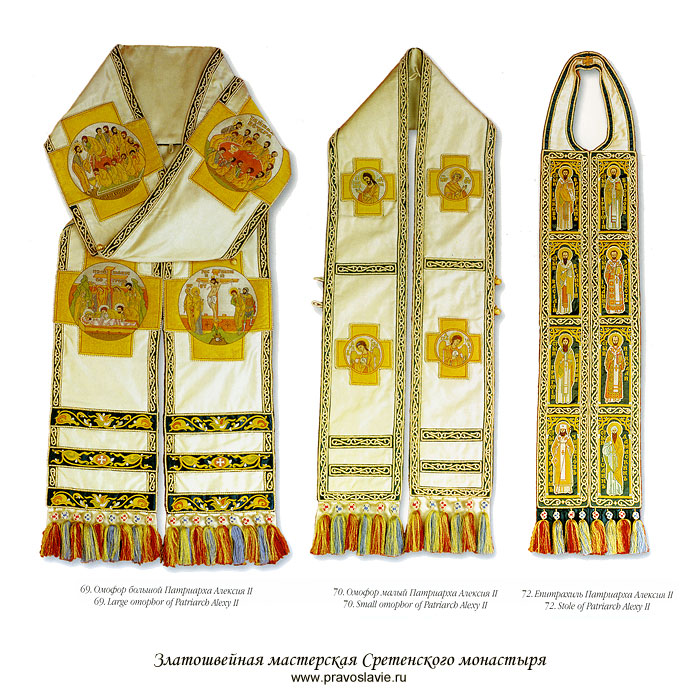 69. Омофор большой Патриарха Алексия II
69. Large omophor of Patriarch Alexy II
70. Омофор малый Патриарха Алексия II
70. Small omophor of Patriarch Alexy II
72. Епитрахиль Патриарха Алексия II
72. Stole of Patriarch Alexy II
Златошвейная мастерская Сретенского монастыря
www.pravoslavie.ru